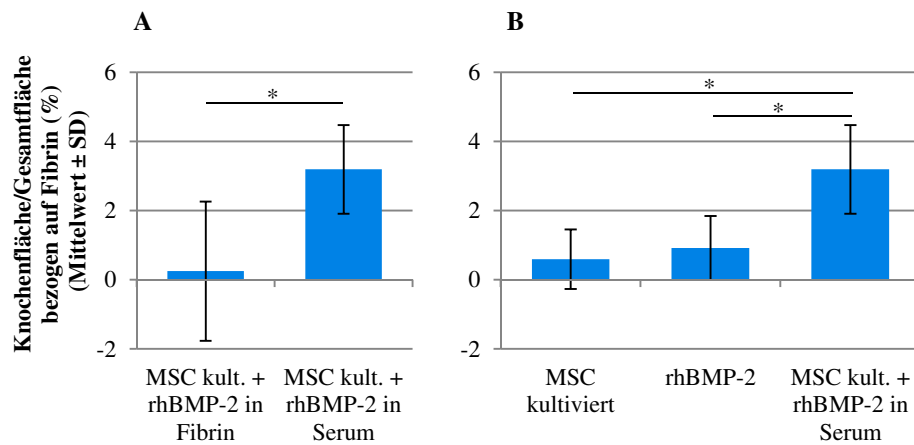 A
B
Knochenfläche/Gesamtfläche
bezogen auf Fibrin (%)
(Mittelwert ± SD)
6
4
2
0
-2
*
MSC kult. +
rhBMP-2 in
Fibrin
MSC kult. +
rhBMP-2 in
Serum
6
4
2
0
-2
*
*
MSC
kultiviert
rhBMP-2
MSC kult. +
rhBMP-2 in
Serum